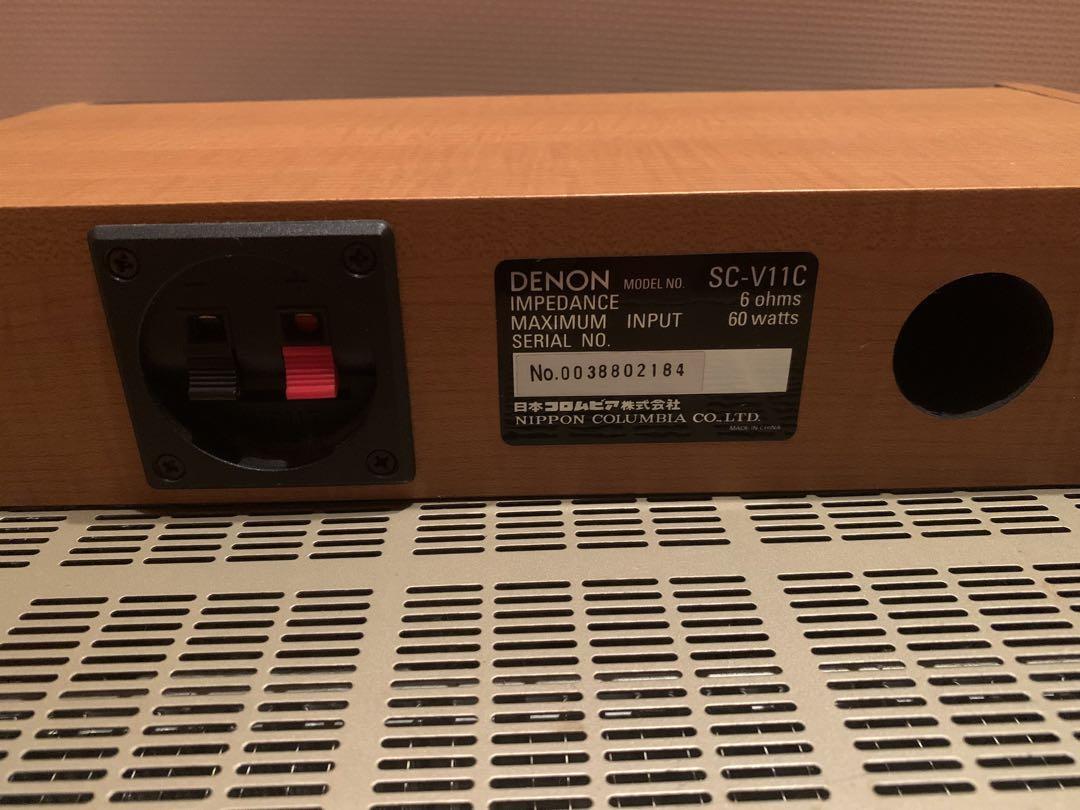 DENON MODEL NO. SC-V11C
IMPEDANCE 6 ohms
MAXIMUM INPUT 60 watts
SERIAL NO.
No.0038802184
日本コロムビア株式会社
NIPPON COLUMBIA CO.,LTD.
MADE IN CHINA